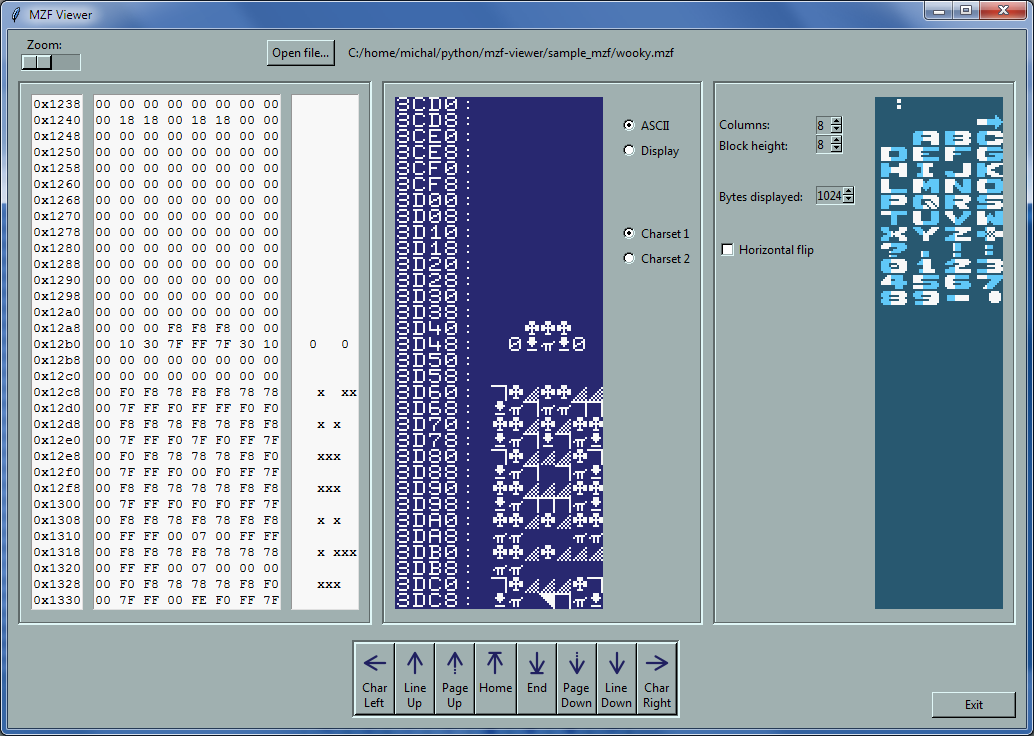 MZF Viewer
Zoom:
Open file...
C:/home/michal/python/mzf-viewer/sample_mzf/wooky.mzf
0x1238 00 00 00 00 00 00 00 00
0x1240 00 18 18 00 18 18 00 00
0x1248 00 00 00 00 00 00 00 00
0x1250 00 00 00 00 00 00 00 00
0x1258 00 00 00 00 00 00 00 00
0x1260 00 00 00 00 00 00 00 00
0x1268 00 00 00 00 00 00 00 00
0x1270 00 00 00 00 00 00 00 00
0x1278 00 00 00 00 00 00 00 00
0x1280 00 00 00 00 00 00 00 00
0x1288 00 00 00 00 00 00 00 00
0x1290 00 00 00 00 00 00 00 00
0x1298 00 00 00 00 00 00 00 00
0x12a0 00 00 00 00 00 00 00 00
0x12a8 00 00 00 F8 F8 F8 00 00
0x12b0 00 10 30 7F FF 7F 30 10 0 0
0x12b8 00 00 00 00 00 00 00 00
0x12c0 00 00 00 00 00 00 00 00
0x12c8 00 F0 F8 78 F8 F8 78 78 x xx
0x12d0 00 7F FF F0 FF FF F0 F0
0x12d8 00 F8 F8 78 F8 78 F8 F8 x x
0x12e0 00 7F FF F0 7F F0 FF 7F
0x12e8 00 F0 F8 78 78 78 F8 F0 xxx
0x12f0 00 7F FF F0 00 F0 FF 7F
0x12f8 00 F8 F8 78 78 78 F8 F8 xxx
0x1300 00 7F FF F0 F0 F0 FF 7F
0x1308 00 F8 F8 78 F8 78 F8 F8 x x
0x1310 00 FF FF 00 07 00 FF FF
0x1318 00 F8 F8 78 F8 78 78 78 x xxx
0x1320 00 FF FF 00 07 00 00 00
0x1328 00 F0 F8 78 78 78 F8 F0 xxx
0x1330 00 7F FF 00 FE F0 FF 7F
3CD0:
3CD8:
3CE0:
3CE8:
3CF0:
3CF8:
3D00:
3D08:
3D10:
3D18:
3D20:
3D28:
3D30:
3D38:
3D40:
3D48: 0 π 0
3D50:
3D58:
3D60:
3D68: π π π
3D70:
3D78: π π
3D80:
3D88: π π
3D90:
3D98: π π
3DA0:
3DA8: π π π π
3DB0:
3DB8: π π
3DC0:
3DC8: π π
ASCII
Display
Charset 1
Charset 2
Columns: 8
Block height: 8
Bytes displayed: 1024
Horizontal flip
:
→
A B C
D E F G
H I J K
L M N O
P Q R S
T U V W
X Y Z
? . ! :
0 1 2 3
4 5 6 7
8 9 -
Char Left
Line Up
Page Up
Home
End
Page Down
Line Down
Char Right
Exit